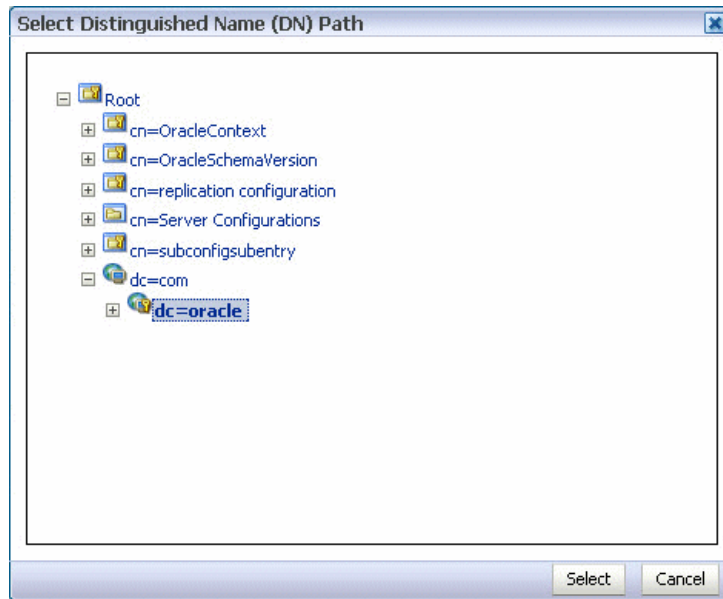 Select Distinguished Name (DN) Path
Root
cn=OracleContext
cn=OracleSchemaVersion
cn=replication configuration
cn=Server Configurations
cn=subconfigsubentry
dc=com
dc=oracle
Select Cancel